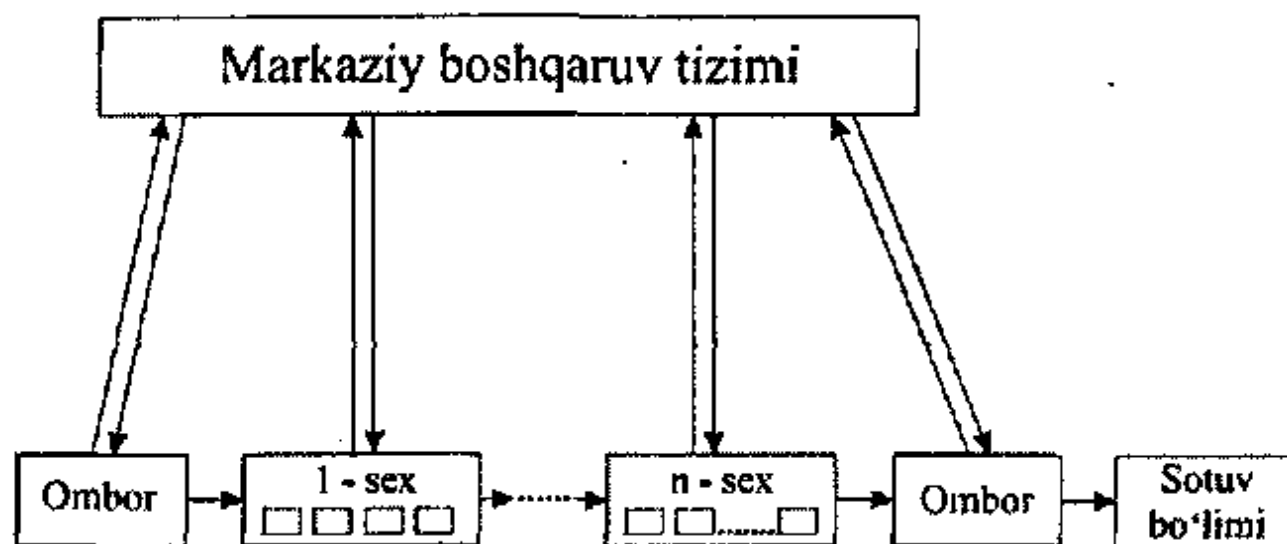 Markaziy boshqaruv tizimi
Ombor
1 - sex
n - sex
Ombor
Sotuv
bo‘limi